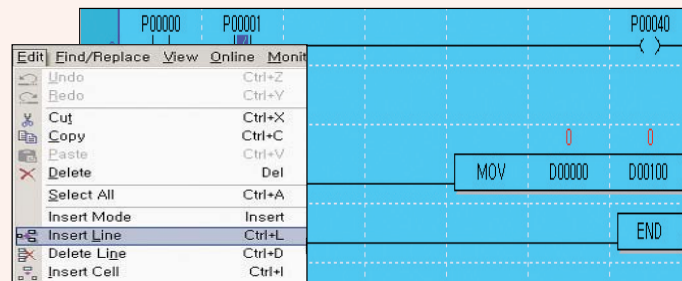 P00000 P00001 P00040
Edit Find/Replace View Online Monit
Undo Ctrl+Z
Redo Ctrl+Y
Cut Ctrl+X
Copy Ctrl+C
0 0
Paste Ctrl+V
Delete Del
MOV D00000 D00100
Select All Ctrl+A
Insert Mode Insert
Insert Line Ctrl+L
END
Delete Line Ctrl+D
Insert Cell Ctrl+I